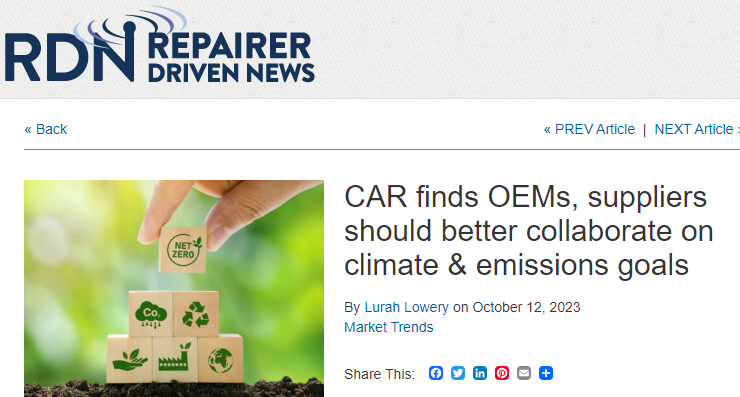 RDN REPAIRER
DRIVEN NEWS
« Back
« PREV Article | NEXT Article »
NET
ZERO
Co₂
CAR finds OEMs, suppliers
should better collaborate on
climate & emissions goals
By Lurah Lowery on October 12, 2023
Market Trends
Share This: